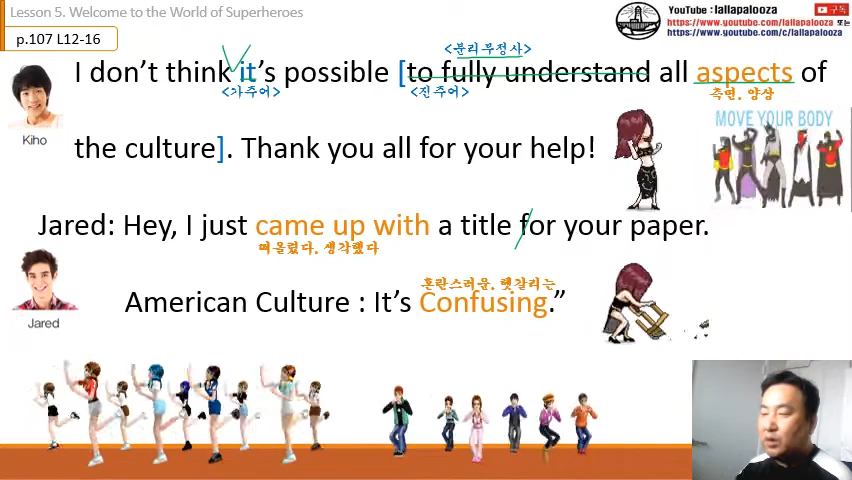 Lesson 5. Welcome to the World of Superheroes
YouTube : lallapalooza 구독
https://www.youtube.com/lallapalooza 또는
https://www.youtube.com/c/lallapalooza
p.107 L12-16
<분리부정사>
I don't think it's possible [to fully understand all aspects of
<가주어> <진주어> 측면. 양상
Kiho
MOVE YOUR BODY
the culture]. Thank you all for your help!
Jared: Hey, I just came up with a title for your paper.
떠올렸다. 생각했다
혼란스러운. 헷갈리는
American Culture : It's Confusing.”
Jared